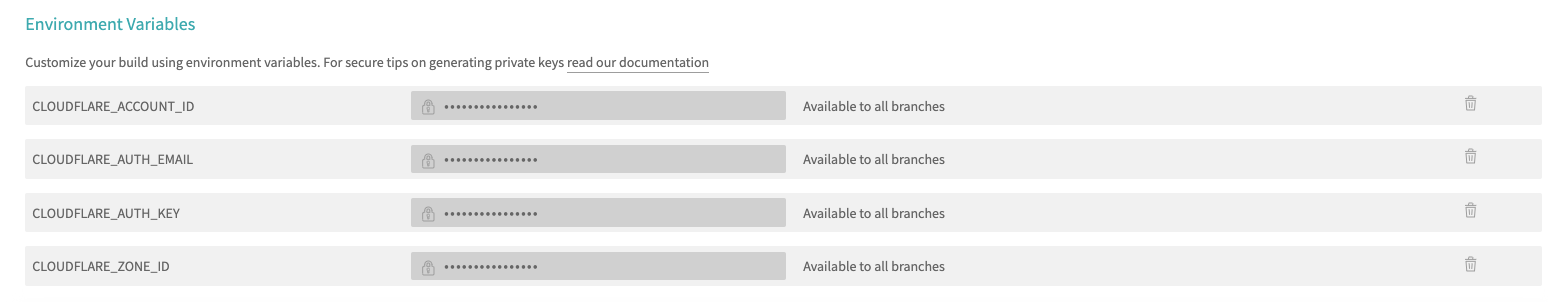 Environment Variables
Customize your build using environment variables. For secure tips on generating private keys read our documentation
CLOUDFLARE_ACCOUNT_ID •••••••••••••••• Available to all branches
CLOUDFLARE_AUTH_EMAIL •••••••••••••••• Available to all branches
CLOUDFLARE_AUTH_KEY •••••••••••••••• Available to all branches
CLOUDFLARE_ZONE_ID •••••••••••••••• Available to all branches